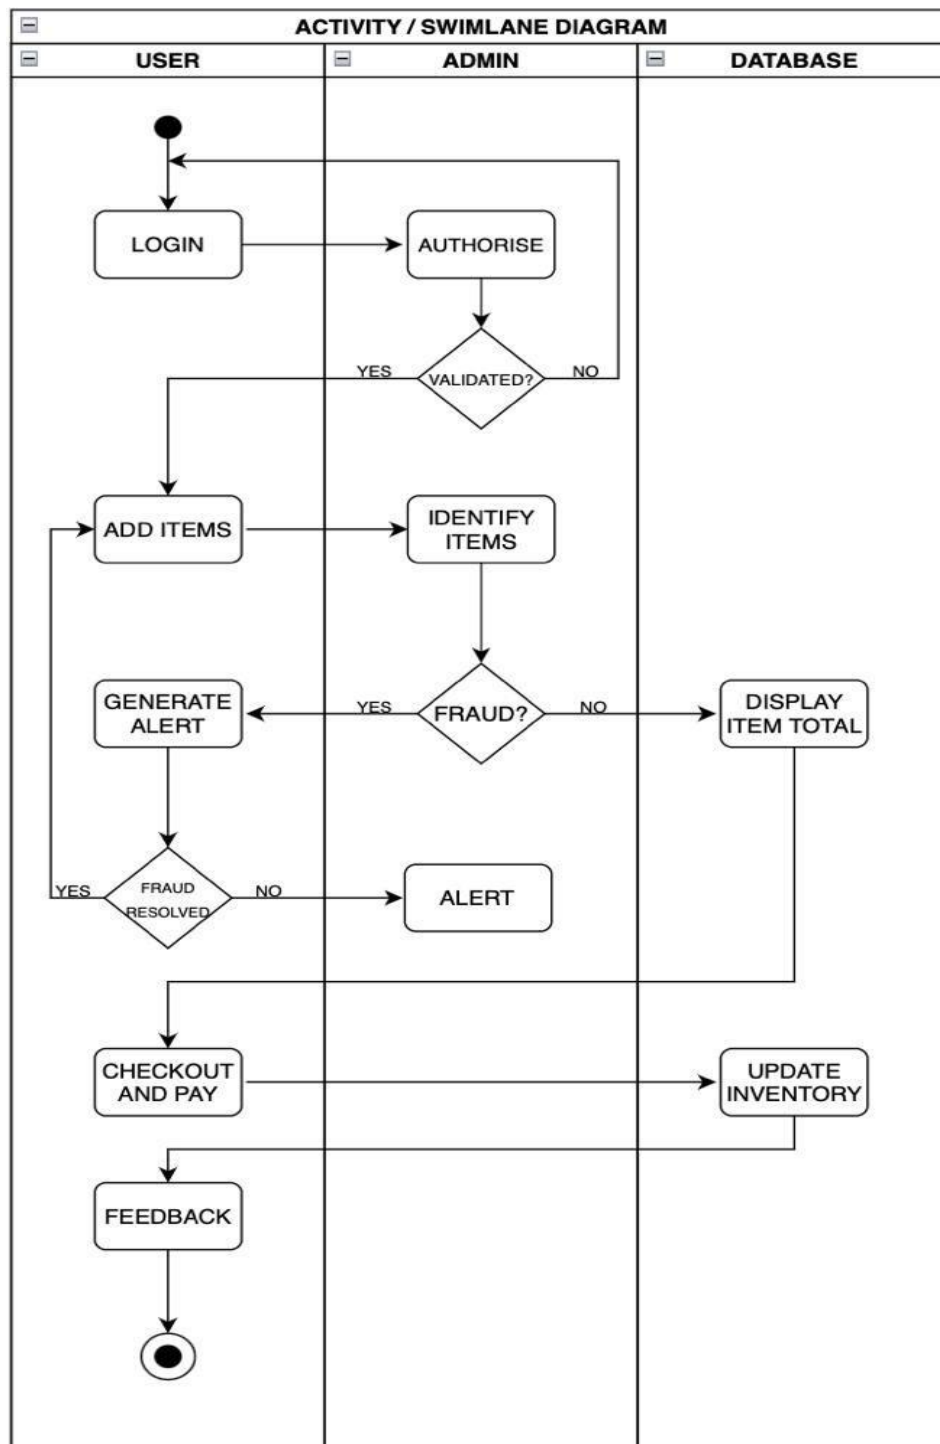 ACTIVITY / SWIMLANE DIAGRAM
USER
ADMIN
DATABASE
LOGIN
AUTHORISE
YES
VALIDATED?
NO
ADD ITEMS
IDENTIFY
ITEMS
GENERATE
ALERT
YES
FRAUD?
NO
DISPLAY
ITEM TOTAL
YES
FRAUD
RESOLVED
NO
ALERT
CHECKOUT
AND PAY
UPDATE
INVENTORY
FEEDBACK